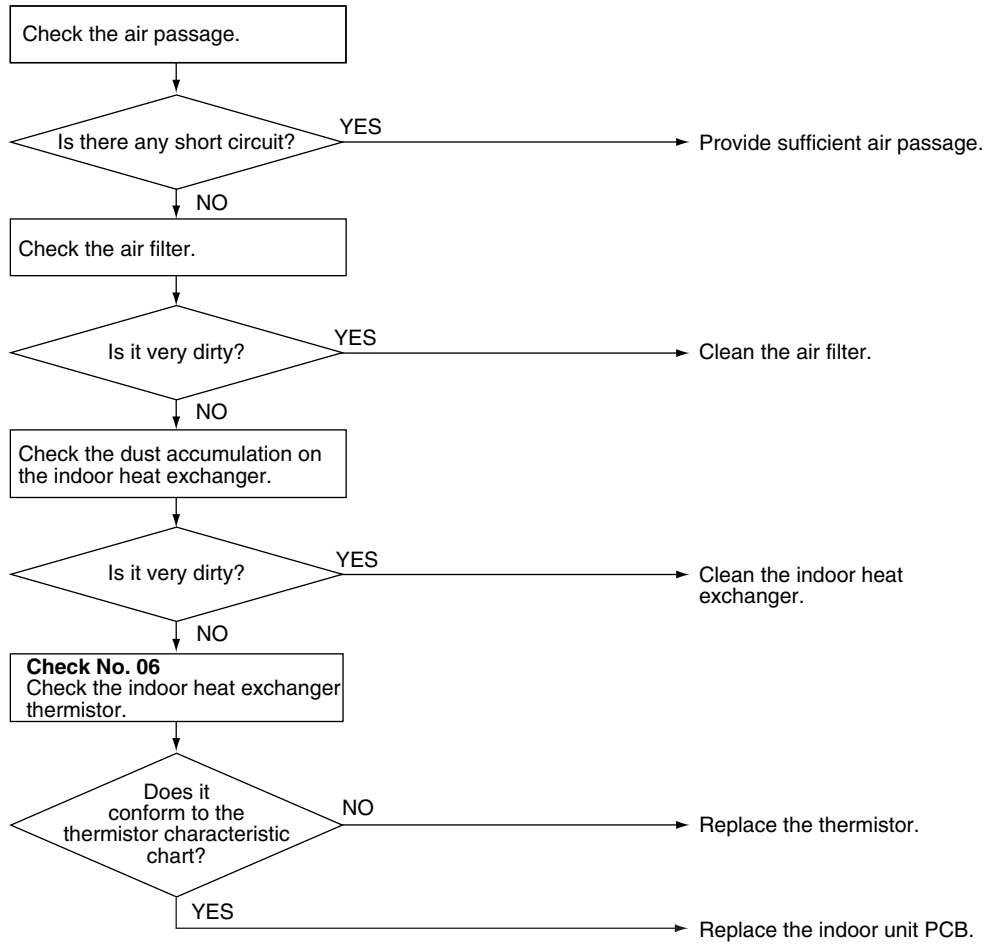 Check the air passage.
Is there any short circuit?
YES
Provide sufficient air passage.
NO
Check the air filter.
Is it very dirty?
YES
Clean the air filter.
NO
Check the dust accumulation on
the indoor heat exchanger.
Is it very dirty?
YES
Clean the indoor heat
exchanger.
NO
Check No. 06
Check the indoor heat exchanger
thermistor.
Does it
conform to the
thermistor characteristic
chart?
NO
Replace the thermistor.
YES
Replace the indoor unit PCB.